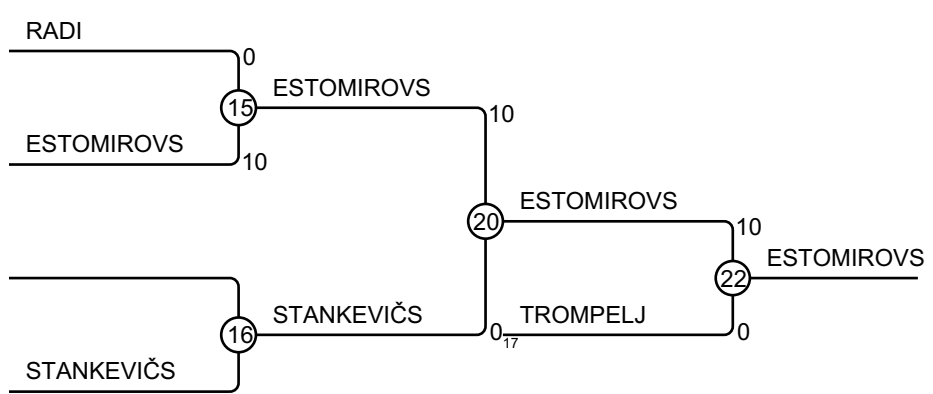 RADI
0
15
ESTOMIROVS
ESTOMIROVS
10
10
20
ESTOMIROVS
10
22
ESTOMIROVS
16
STANKEVIČS
0
17
TROMPELJ
0
STANKEVIČS